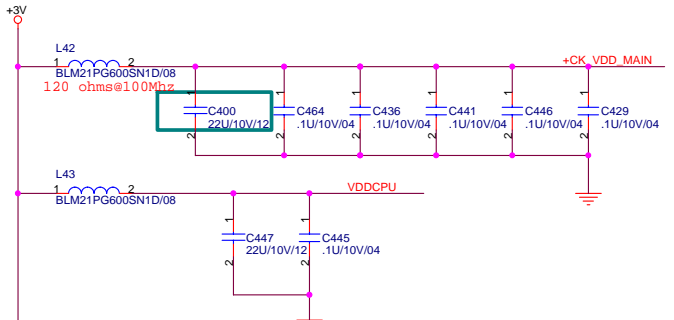 +3V
L42
1 2
BLM21PG600SN1D/08
120 ohms@100Mhz
+CK_VDD_MAIN
1 1 1 1 1 1
C400 C464 C436 C441 C446 C429
22U/10V/12 .1U/10V/04 .1U/10V/04 .1U/10V/04 .1U/10V/04 .1U/10V/04
2 2 2 2 2 2
L43
1 2
BLM21PG600SN1D/08
VDDCPU
1 1
C447 C445
22U/10V/12 .1U/10V/04
2 2